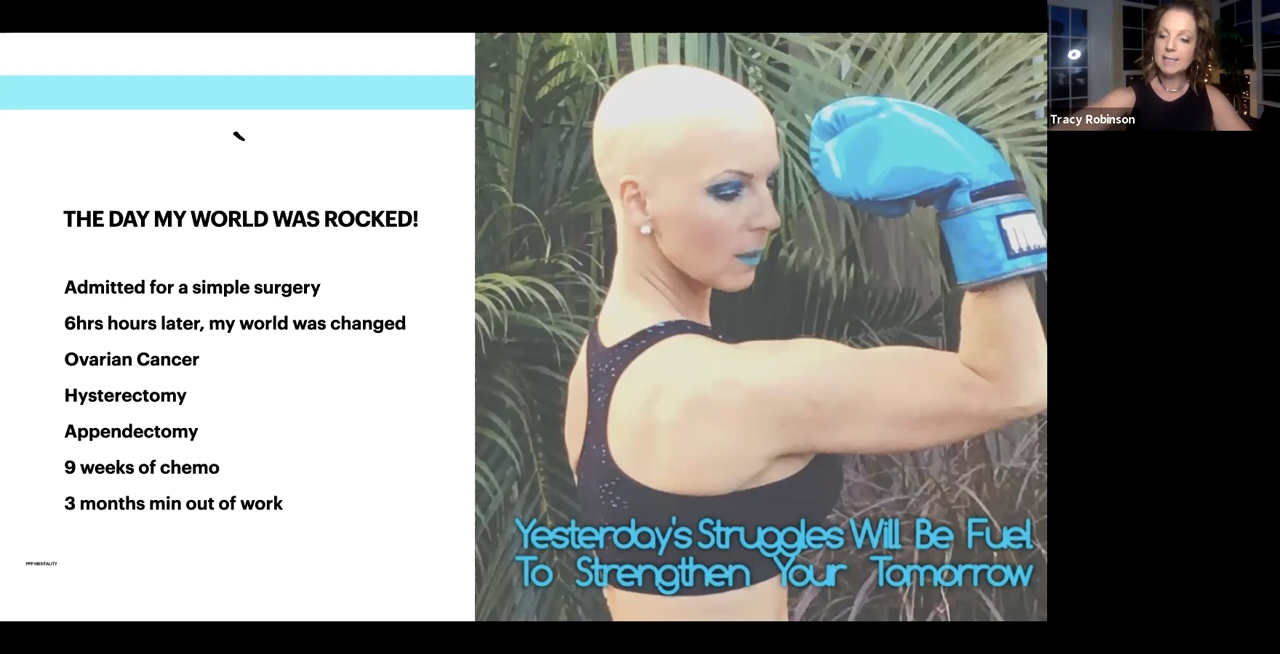 THE DAY MY WORLD WAS ROCKED!
Admitted for a simple surgery
6hrs hours later, my world was changed
Ovarian Cancer
Hysterectomy
Appendectomy
9 weeks of chemo
3 months min out of work
PPP MENTALITY
Yesterday's Struggles Will Be Fuel
To Strengthen Your Tomorrow
Tracy Robinson